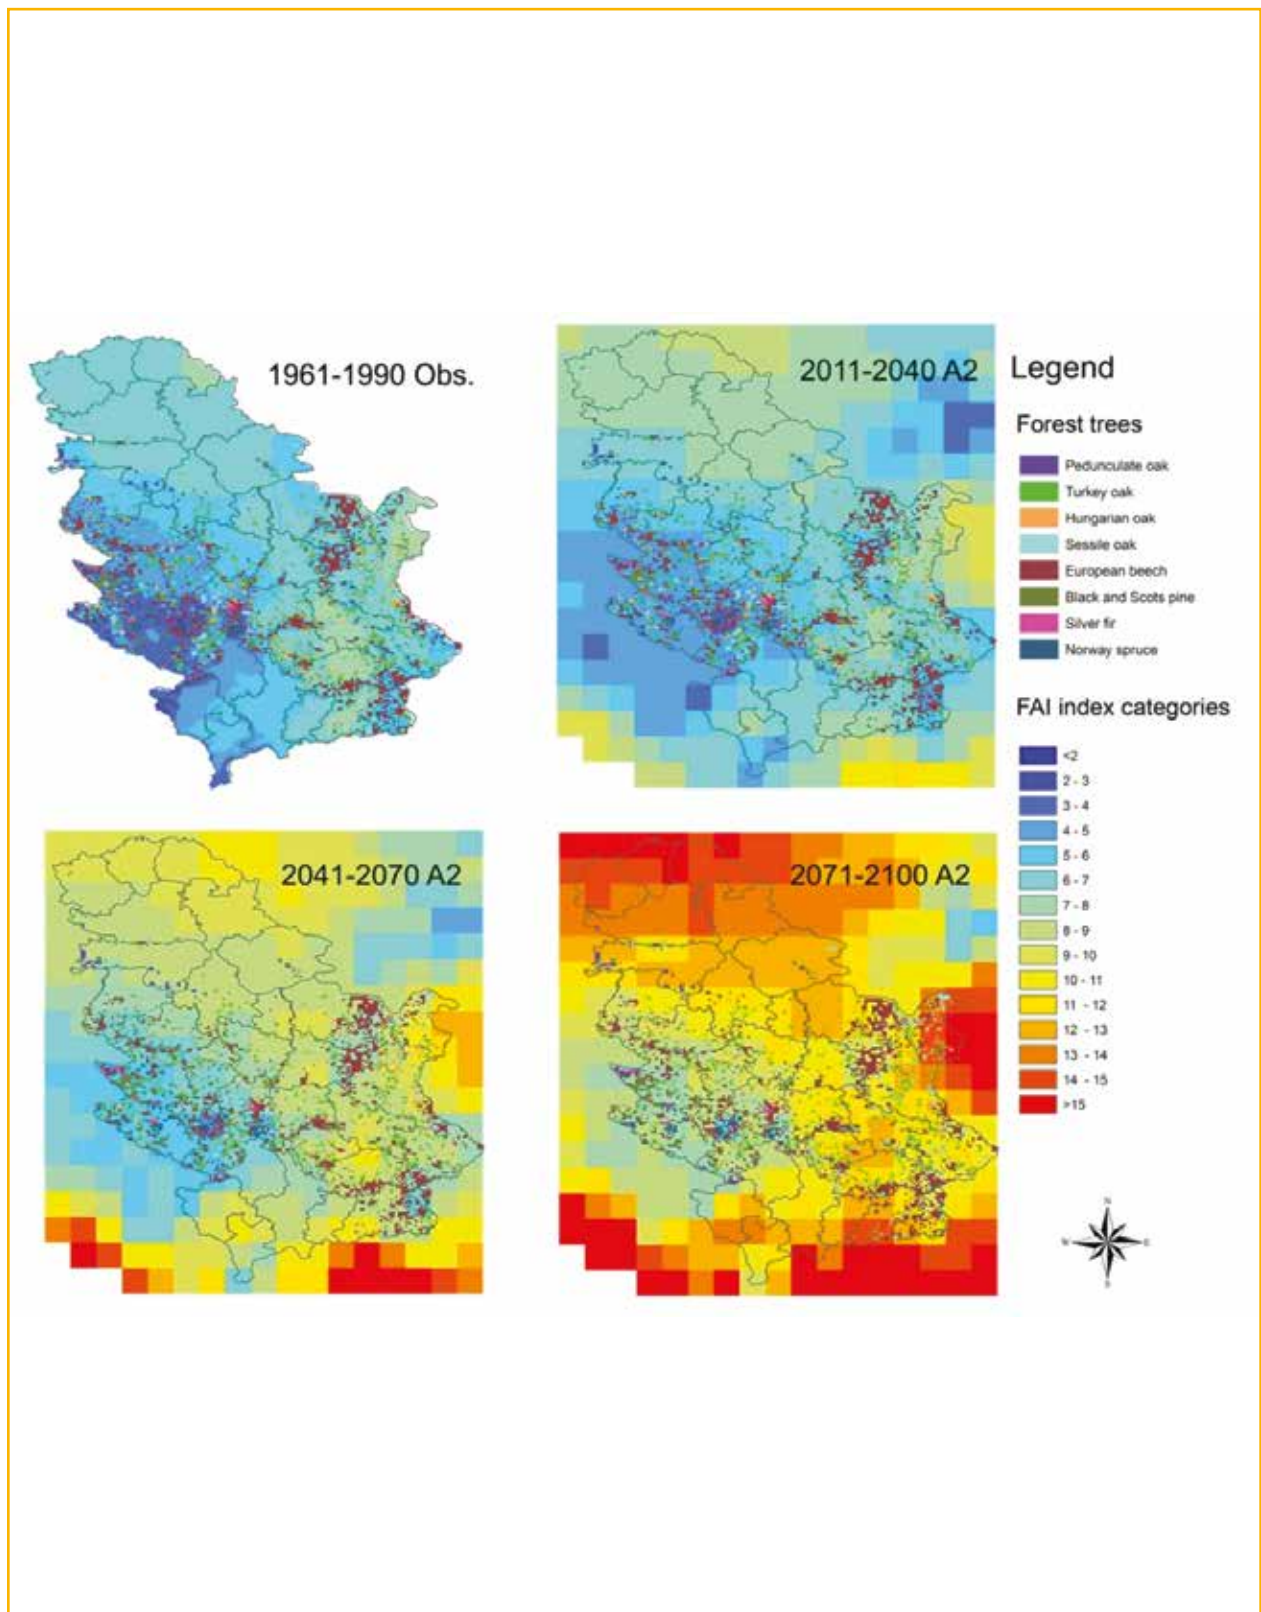 1961-1990 Obs.
2011-2040 A2
2041-2070 A2
2071-2100 A2
Legend
Forest trees
Pedunculate oak
Turkey oak
Hungarian oak
Sessile oak
European beech
Black and Scots pine
Silver fir
Norway spruce
FAI index categories
<2
2 - 3
3 - 4
4 - 5
5 - 6
6 - 7
7 - 8
8 - 9
9 - 10
10 - 11
11 - 12
12 - 13
13 - 14
14 - 15
>15
N
W
E
S